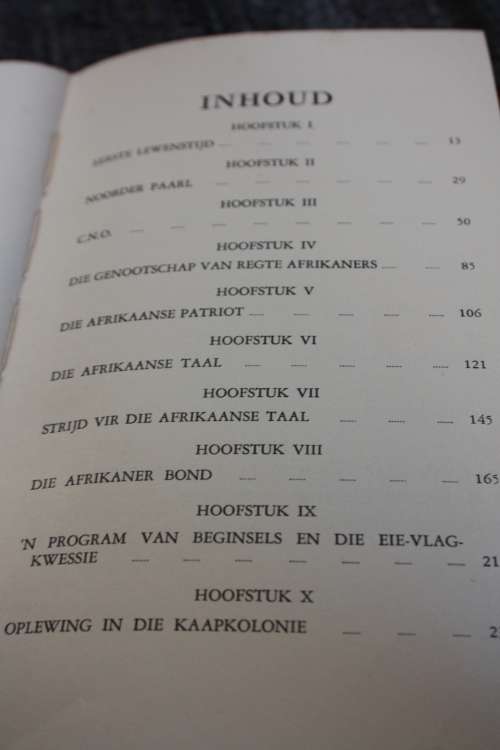 INHOUD
HOOFSTUK I
EERSTE LEWENSTIJD 13
HOOFSTUK II
NOORDER PAARL 29
HOOFSTUK III
C.N.O. 50
HOOFSTUK IV
DIE GENOOTSCHAP VAN REGTE AFRIKANERS 85
HOOFSTUK V
DIE AFRIKAANSE PATRIOT 106
HOOFSTUK VI
DIE AFRIKAANSE TAAL 121
HOOFSTUK VII
STRIJD VIR DIE AFRIKAANSE TAAL 145
HOOFSTUK VIII
DIE AFRIKANER BOND 165
HOOFSTUK IX
'N PROGRAM VAN BEGINSELS EN DIE EIE-VLAG-
KWESSIE 21
HOOFSTUK X
OPLEWING IN DIE KAAPKOLONIE 2